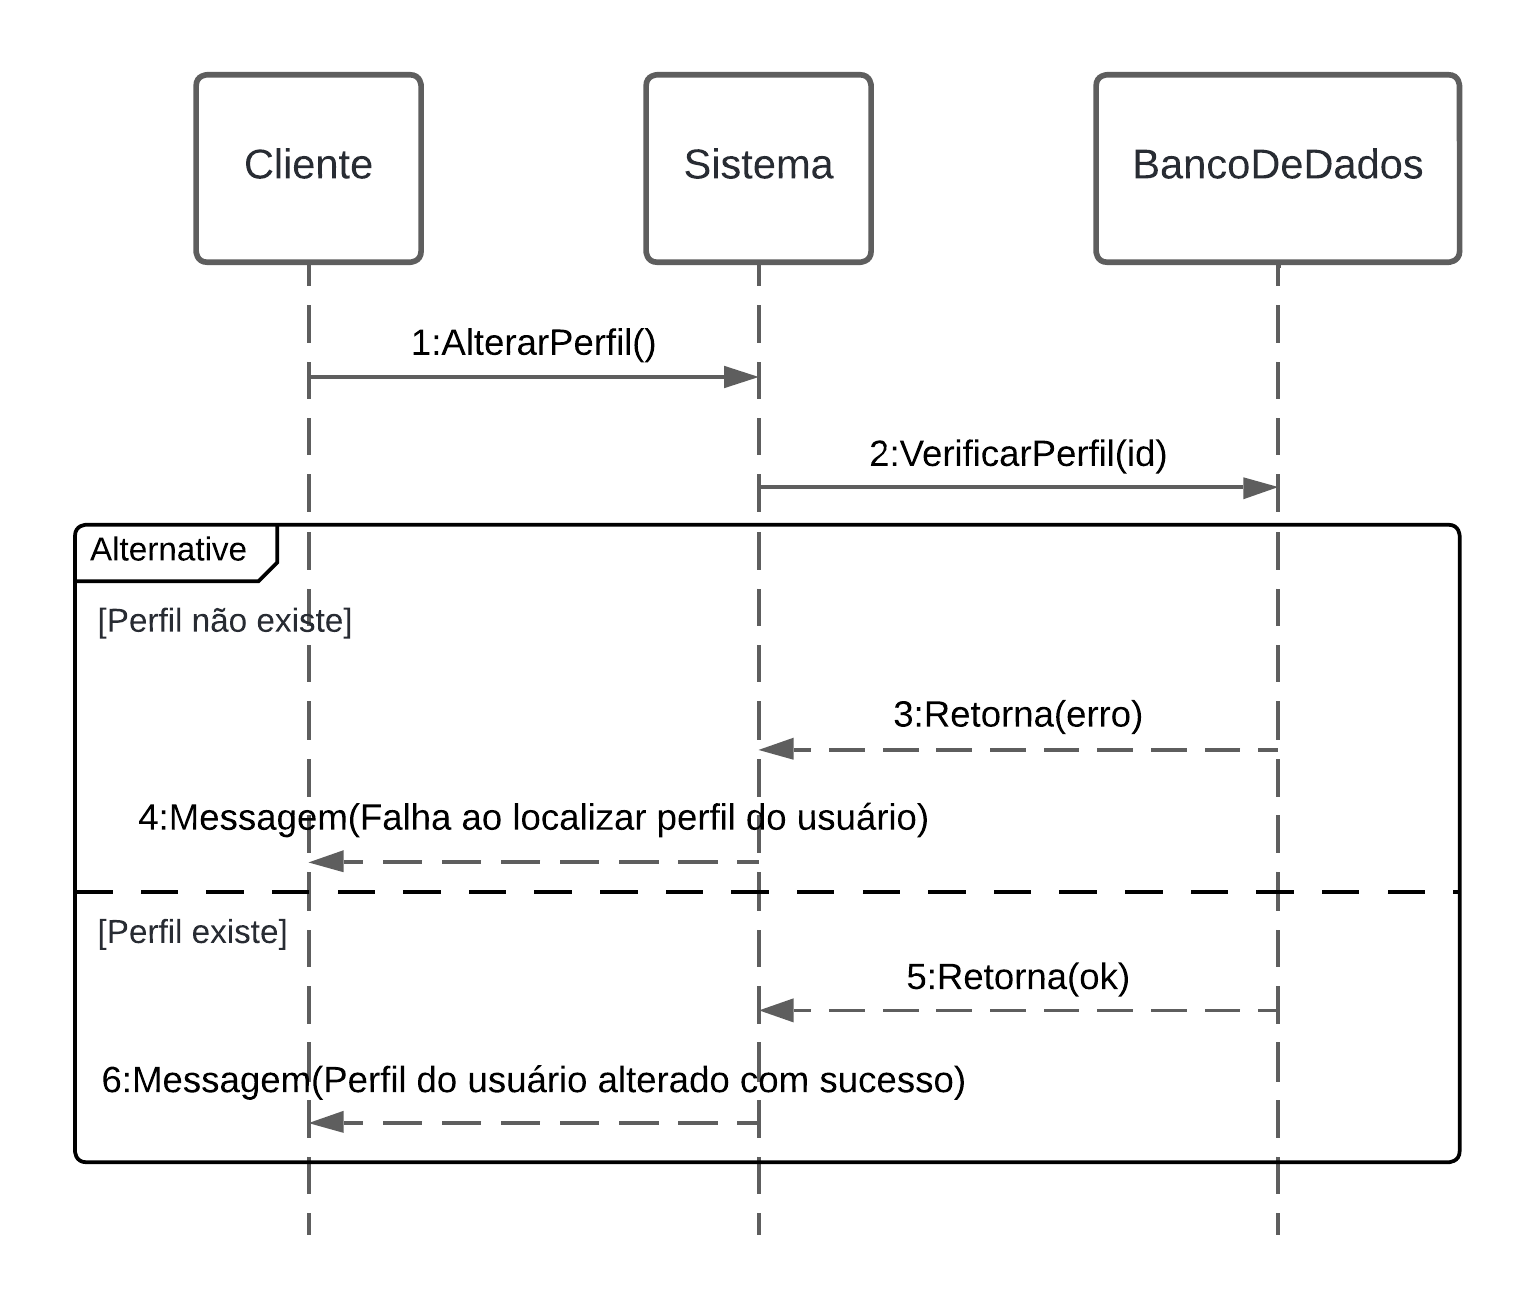 Cliente
Sistema
BancoDeDados
1:AlterarPerfil()
2:VerificarPerfil(id)
Alternative
[Perfil não existe]
3:Retorna(erro)
4:Messagem(Falha ao localizar perfil do usuário)
[Perfil existe]
5:Retorna(ok)
6:Messagem(Perfil do usuário alterado com sucesso)